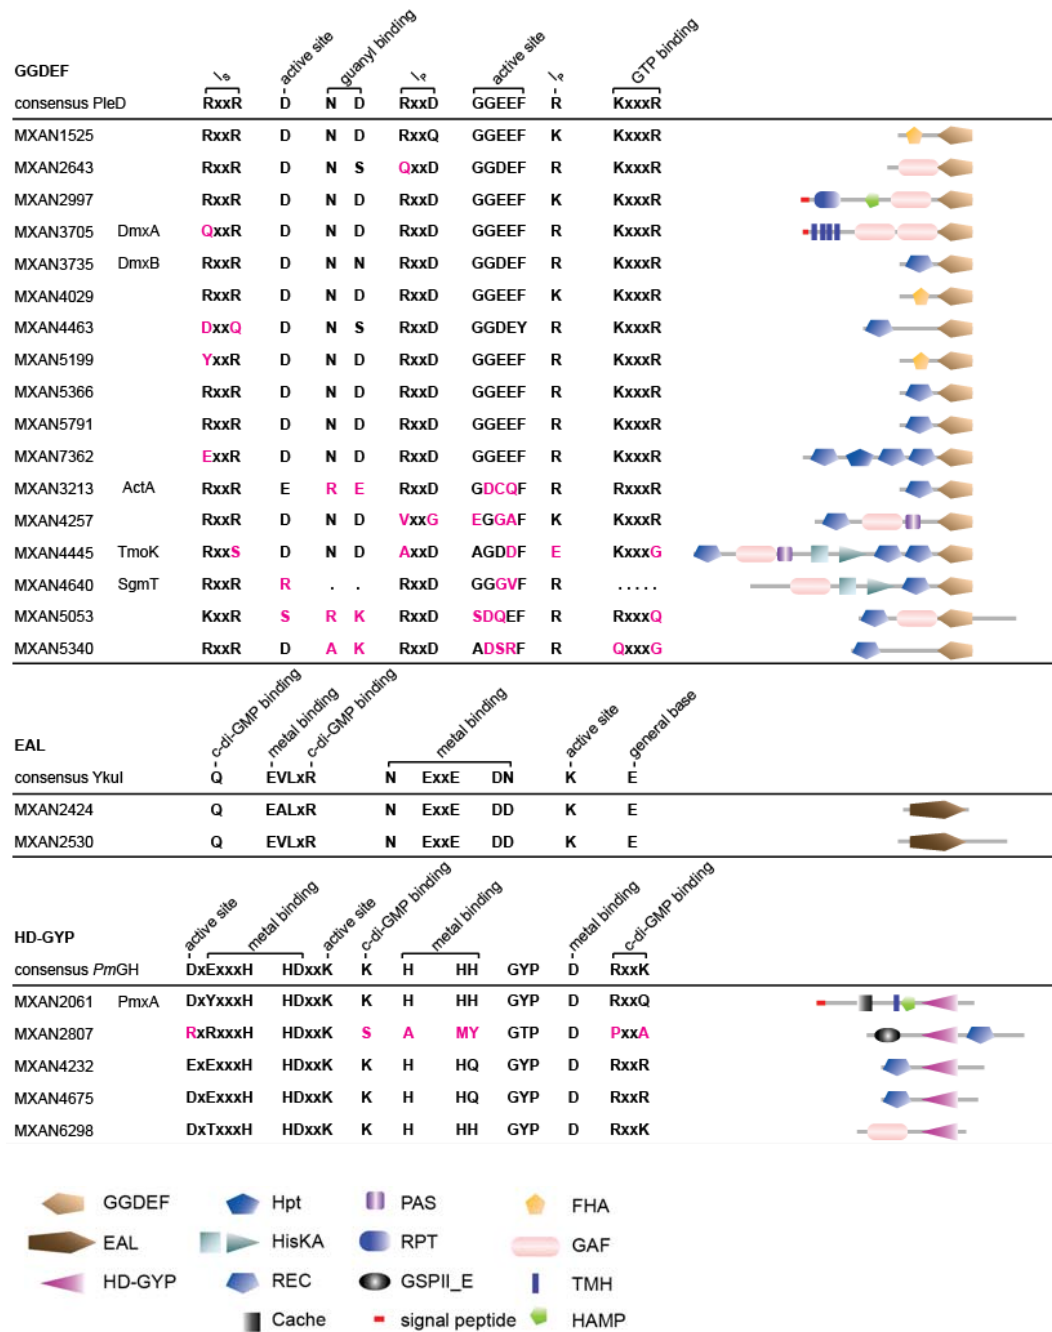 GGDEF
I_S active site guanyl binding I_P active site I_P GTP binding
consensus PleD RxxR D N D RxxD GGEEF R KxxxR
MXAN1525 RxxR D N D RxxQ GGEEF K KxxxR
MXAN2643 RxxR D N S QxxD GGDEF R KxxxR
MXAN2997 RxxR D N D RxxD GGEEF K KxxxR
MXAN3705 DmxA QxxR D N D RxxD GGEEF R KxxxR
MXAN3735 DmxB RxxR D N N RxxD GGDEF R KxxxR
MXAN4029 RxxR D N D RxxD GGEEF K KxxxR
MXAN4463 DxxQ D N S RxxD GGDEY R KxxxR
MXAN5199 YxxR D N D RxxD GGEEF R KxxxR
MXAN5366 RxxR D N D RxxD GGEEF R KxxxR
MXAN5791 RxxR D N D RxxD GGEEF R KxxxR
MXAN7362 ExxR D N D RxxD GGEEF R KxxxR
MXAN3213 ActA RxxR E R E RxxD GDCQF R RxxxR
MXAN4257 RxxR D N D VxxG EGGAF K KxxxR
MXAN4445 TmoK RxxS D N D AxxD AGDDF E KxxxG
MXAN4640 SgmT RxxR R . . RxxD GGGVF R .....
MXAN5053 KxxR S R K RxxD SDQEF R RxxxQ
MXAN5340 RxxR D A K RxxD ADSRF R QxxxG
EAL
c-di-GMP binding metal binding c-di-GMP binding metal binding active site general base
consensus YkuI Q EVLxR N ExxE DN K E
MXAN2424 Q EALxR N ExxE DD K E
MXAN2530 Q EVLxR N ExxE DD K E
HD-GYP
active site metal binding active site c-di-GMP binding metal binding metal binding c-di-GMP binding
consensus PmGH DxExxxH HDxxK K H HH GYP D RxxK
MXAN2061 PmxA DxYxxxH HDxxK K H HH GYP D RxxQ
MXAN2807 RxRxxxH HDxxK S A MY GTP D PxxA
MXAN4232 ExExxxH HDxxK K H HQ GYP D RxxR
MXAN4675 DxExxxH HDxxK K H HQ GYP D RxxR
MXAN6298 DxTxxxH HDxxK K H HH GYP D RxxK
GGDEF Hpt PAS FHA
EAL HisKA RPT GAF
HD-GYP REC GSPII_E TMH
Cache signal peptide HAMP